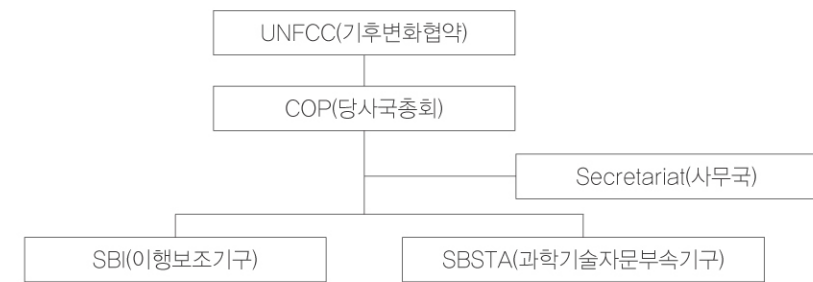 UNFCC(기후변화협약)
COP(당사국총회)
Secretariat(사무국)
SBI(이행보조기구)
SBSTA(과학기술자문부속기구)